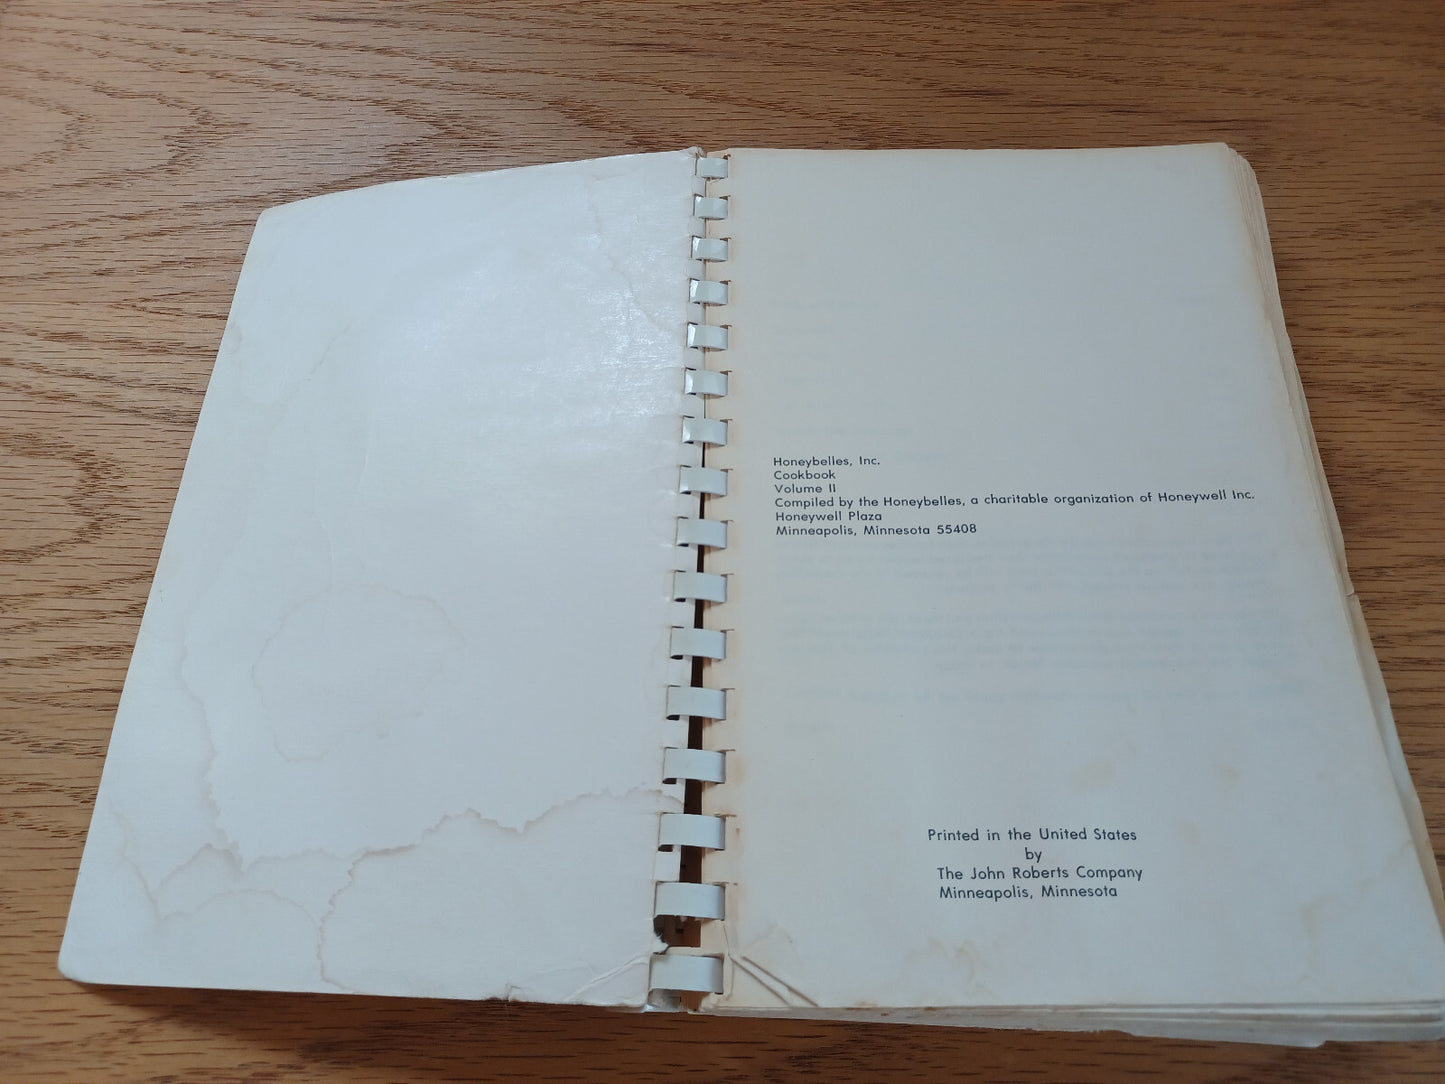 Honeybelles, Inc.
Cookbook
Volume II
Compiled by the Honeybelles, a charitable organization of Honeywell Inc.
Honeywell Plaza
Minneapolis, Minnesota 55408
Printed in the United States
by
The John Roberts Company
Minneapolis, Minnesota